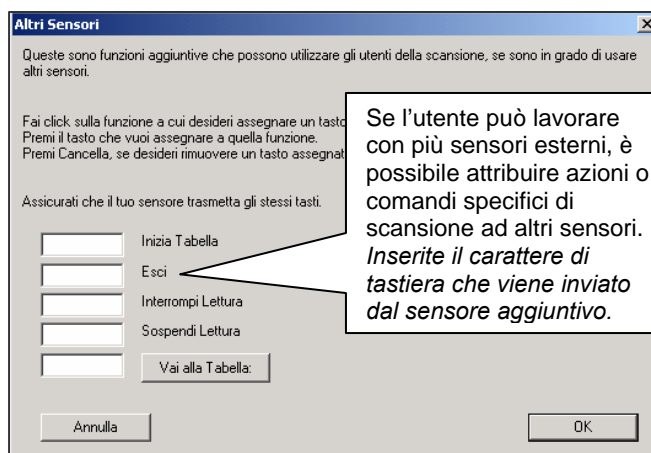 Altri Sensori
Queste sono funzioni aggiuntive che possono utilizzare gli utenti della scansione, se sono in grado di usare
altri sensori.
Fai click sulla funzione a cui desideri assegnare un tasto
Premi il tasto che vuoi assegnare a quella funzione.
Premi Cancella, se desideri rimuovere un tasto assegnat
Assicurati che il tuo sensore trasmetta gli stessi tasti.
Inizia Tabella
Esci
Interrompi Lettura
Sospendi Lettura
Vai alla Tabella:
Annulla
OK
Se l’utente può lavorare
con più sensori esterni, è
possibile attribuire azioni o
comandi specifici di
scansione ad altri sensori.
Inserite il carattere di
tastiera che viene inviato
dal sensore aggiuntivo.